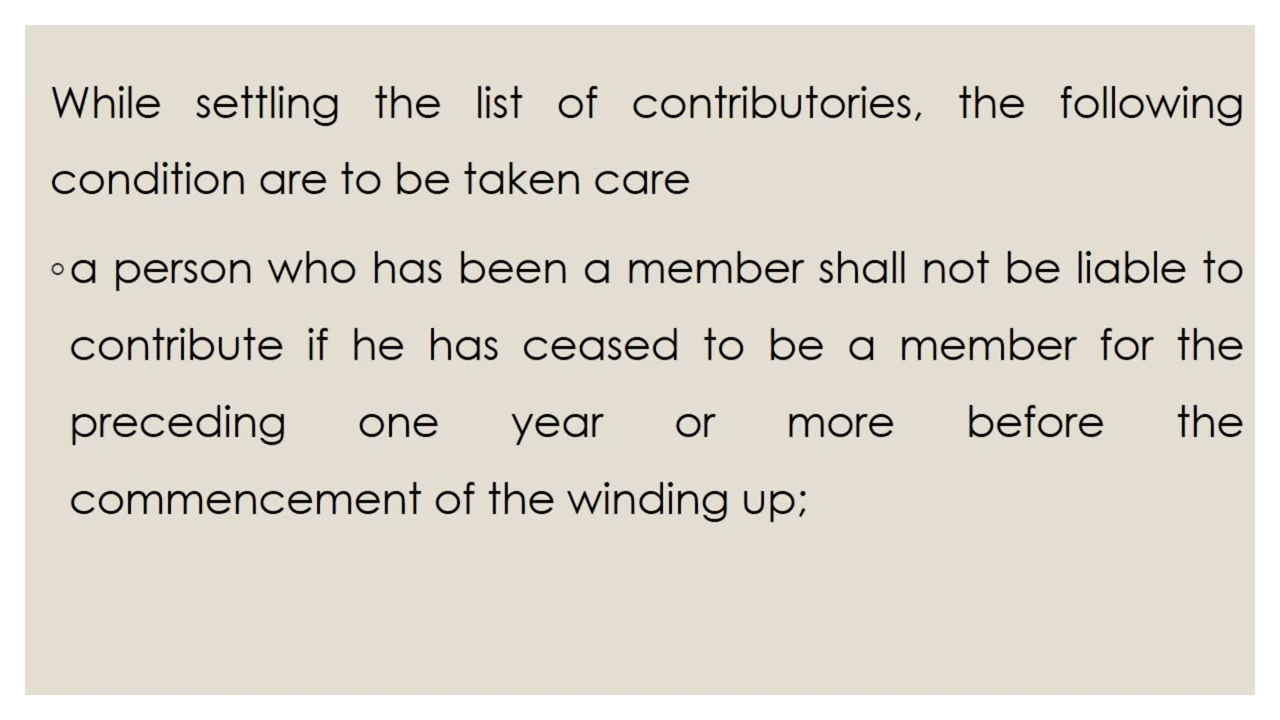 While settling the list of contributories, the following
condition are to be taken care
◦a person who has been a member shall not be liable to
contribute if he has ceased to be a member for the
preceding one year or more before the
commencement of the winding up;